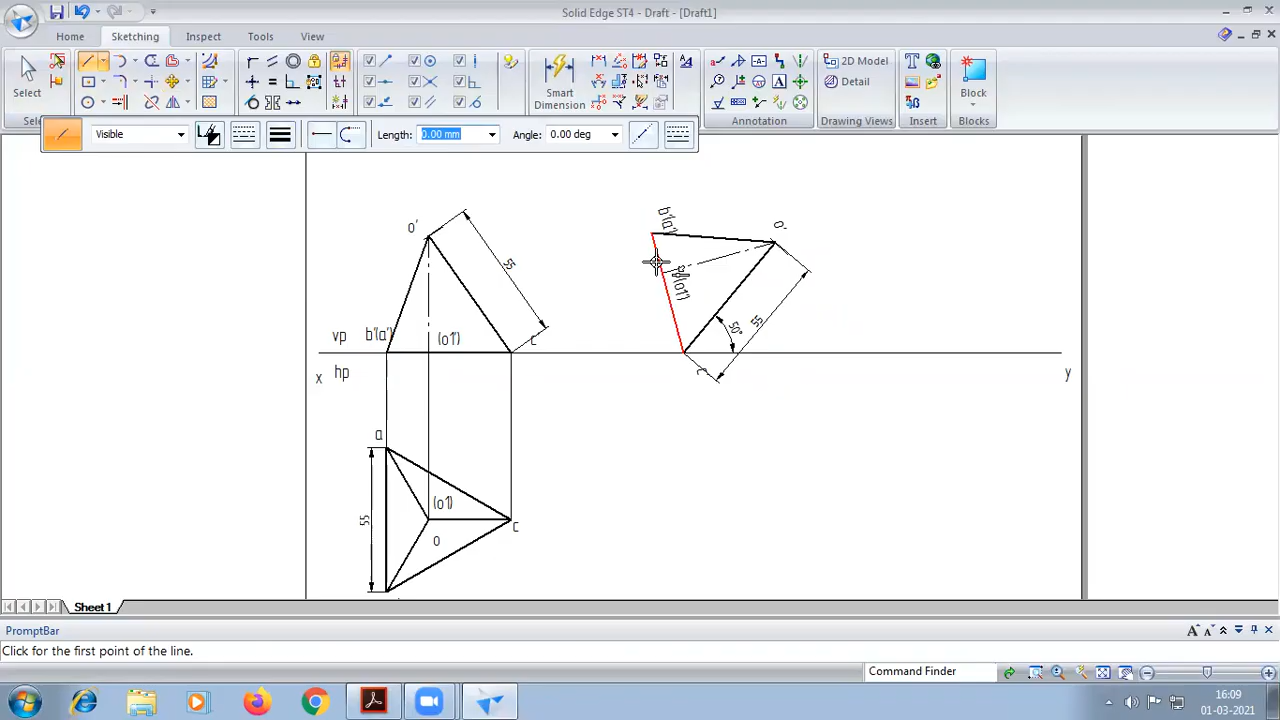 Solid Edge ST4 - Draft - [Draft1]
Home Sketching Inspect Tools View
Select
Smart Dimension
2D Model
Detail
Block
Annotation Drawing Views Insert Blocks
Visible
Length: 0.00 mm
Angle: 0.00 deg
o'
55
vp b'(a') (o1') c'
x hp
b'(a')
o'
(o1')
50°
55
c'
y
a
55
(o1)
c
o
Sheet 1
PromptBar
Click for the first point of the line.
Command Finder
16:09
01-03-2021